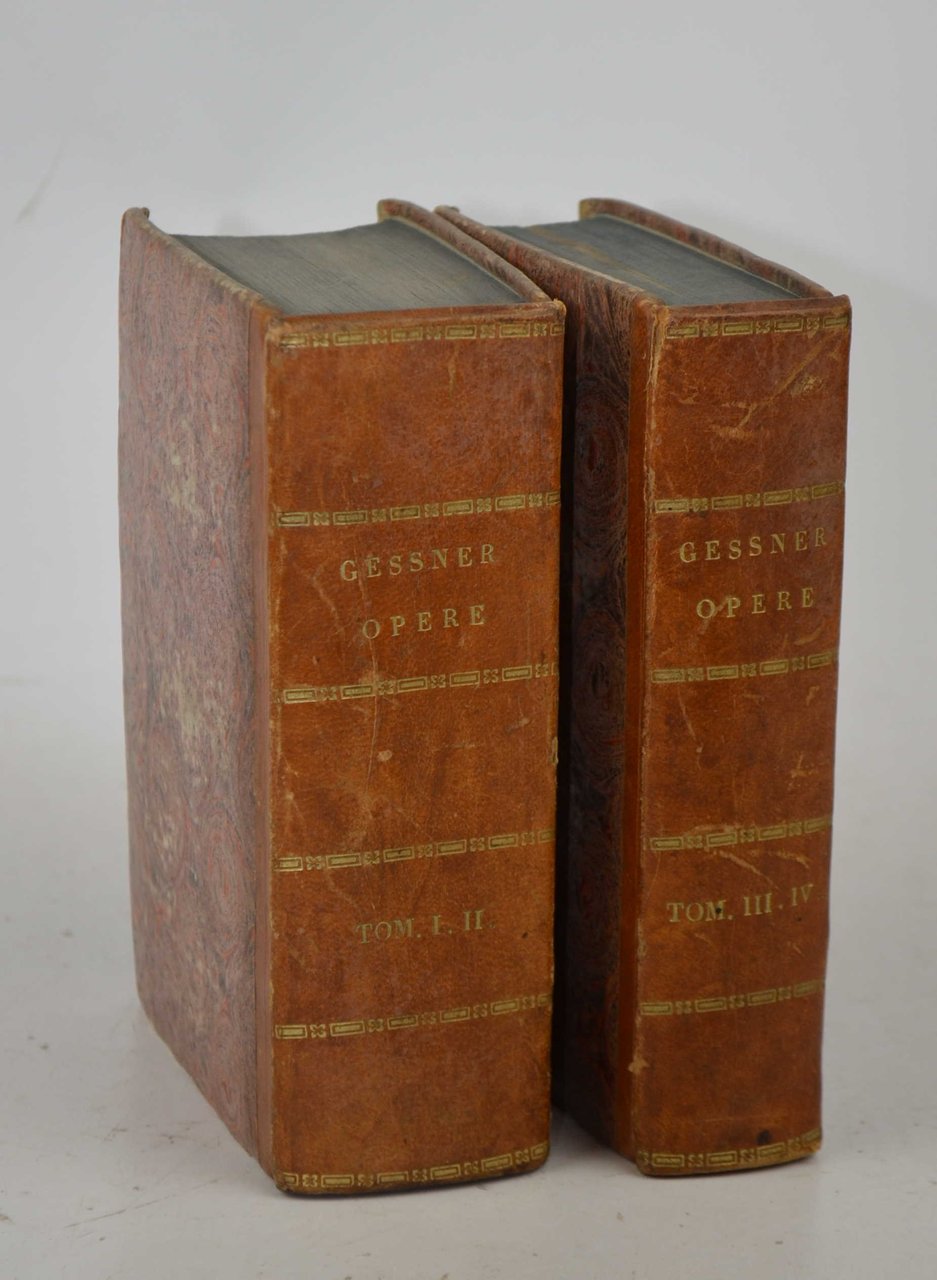 GESSNER
OPERE
TOM. I. II.
GESSNER
OPERE
TOM. III. IV